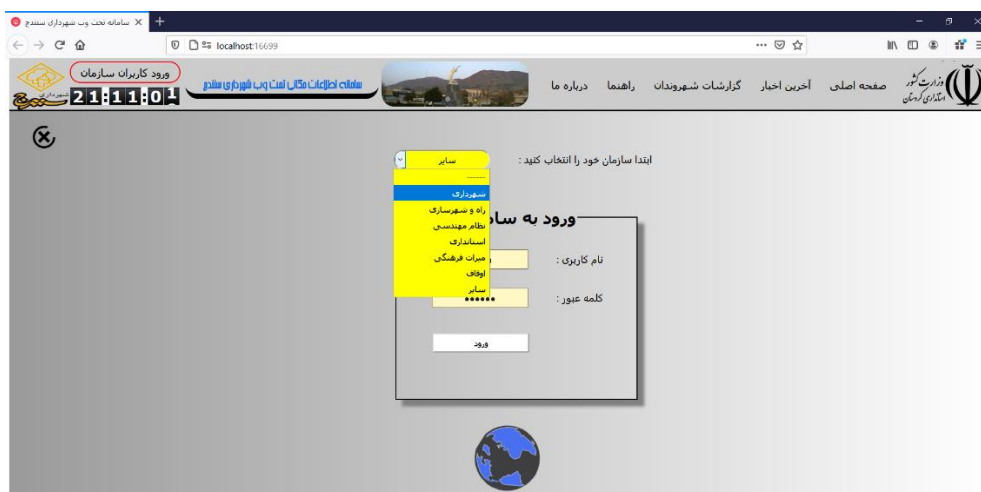 سامانه تحت وب شهرداری سنندج
localhost:16699
وزارت کشور
استانداری کردستان
صفحه اصلی
آخرین اخبار
گزارشات شهروندان
راهنما
درباره ما
سامانه اطلاعات مکانی تحت وب شهرداری سنندج
ورود کاربران سازمان
21:11:01
شهرداری سنندج
ابتدا سازمان خود را انتخاب کنید :
سایر
------
شهرداری
راه و شهرسازی
نظام مهندسی
استانداری
میراث فرهنگی
اوقاف
سایر
ورود به
نام کاربری :
کلمه عبور :
ورود